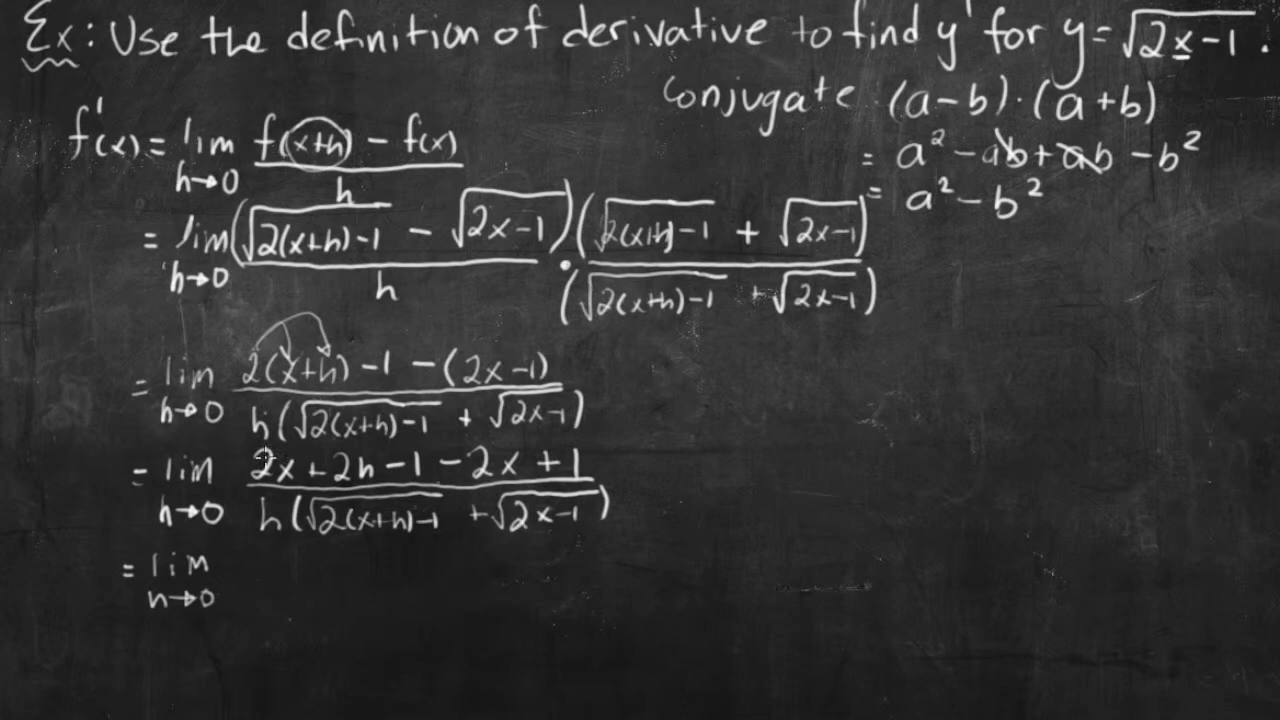 Ex: Use the definition of derivative to find y' for y=√(2x-1).
Conjugate (a-b)·(a+b)
= a² - ab + ab - b²
= a² - b²
f'(x) = lim h→0 (f(x+h) - f(x))/h
= lim h→0 (√(2(x+h)-1) - √(2x-1))/h · (√(2(x+h)-1) + √(2x-1))/(√(2(x+h)-1) + √(2x-1))
= lim h→0 (2(x+h) - 1 - (2x-1))/(h(√(2(x+h)-1) + √(2x-1)))
= lim h→0 (2x + 2h - 1 - 2x + 1)/(h(√(2(x+h)-1) + √(2x-1)))
= lim h→0